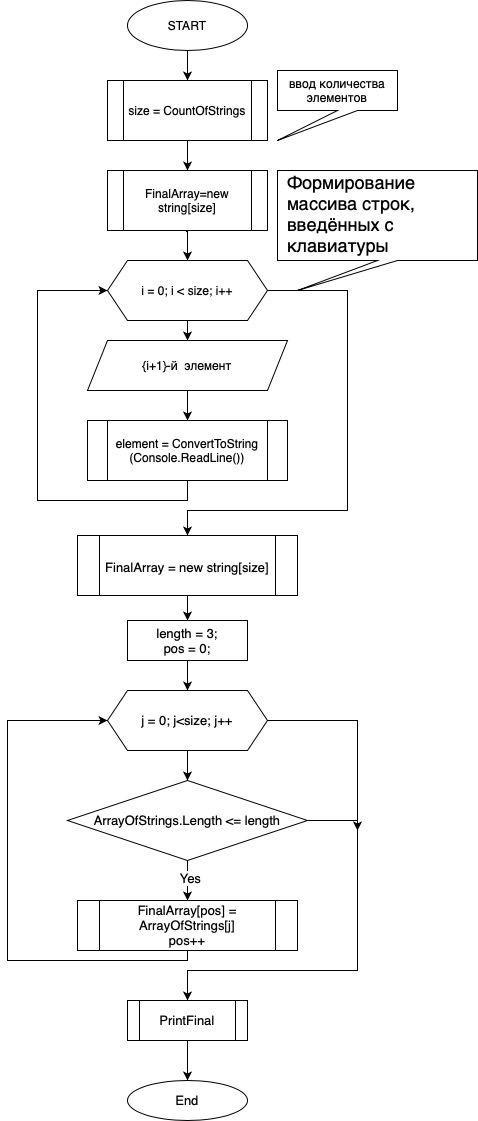 START
size = CountOfStrings
ввод количества
элементов
FinalArray=new
string[size]
Формирование
массива строк,
введённых с
клавиатуры
i = 0; i < size; i++
{i+1}-й элемент
element = ConvertToString
(Console.ReadLine())
FinalArray = new string[size]
length = 3;
pos = 0;
j = 0; j<size; j++
ArrayOfStrings.Length <= length
Yes
FinalArray[pos] =
ArrayOfStrings[j]
pos++
PrintFinal
End